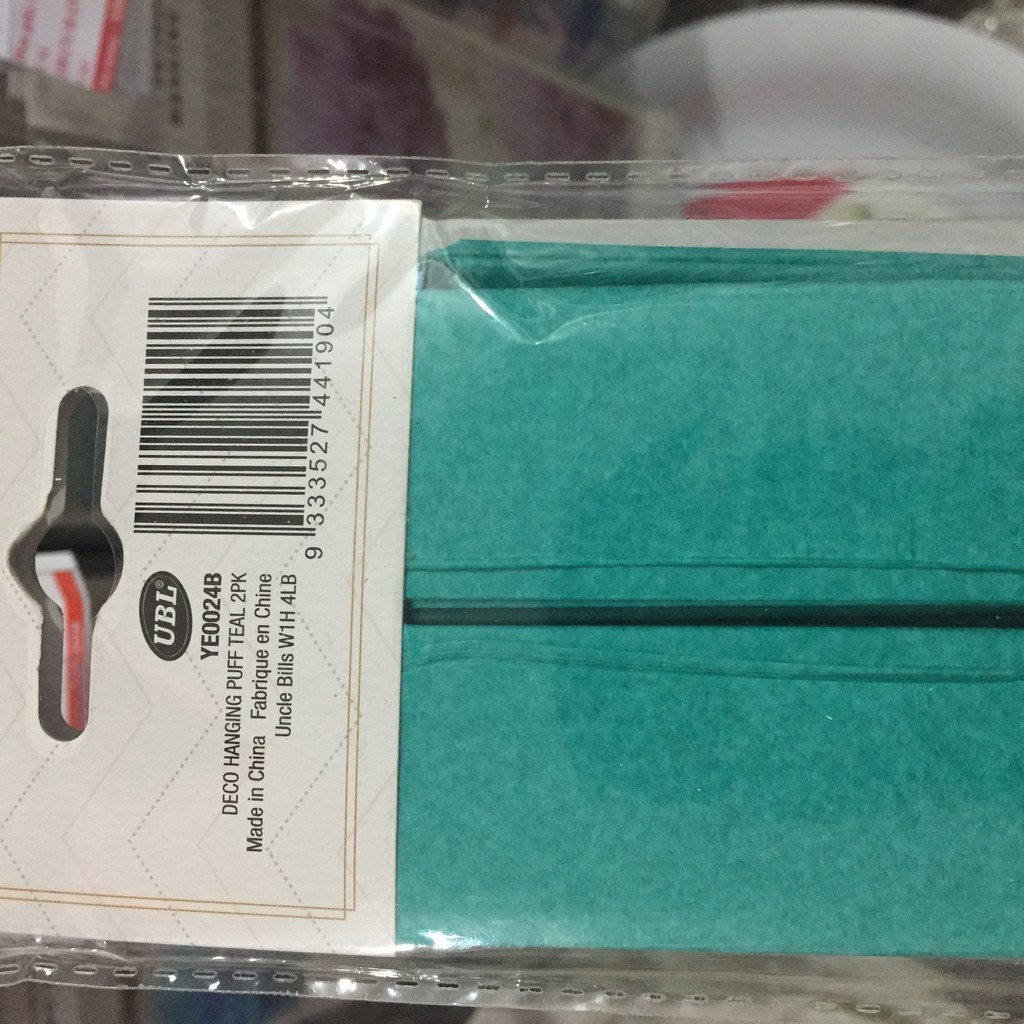 9 333527 441904
UBL®
YE0024B
DECO HANGING PUFF TEAL 2PK
Made in China Fabrique en Chine
Uncle Bills W1H 4LB